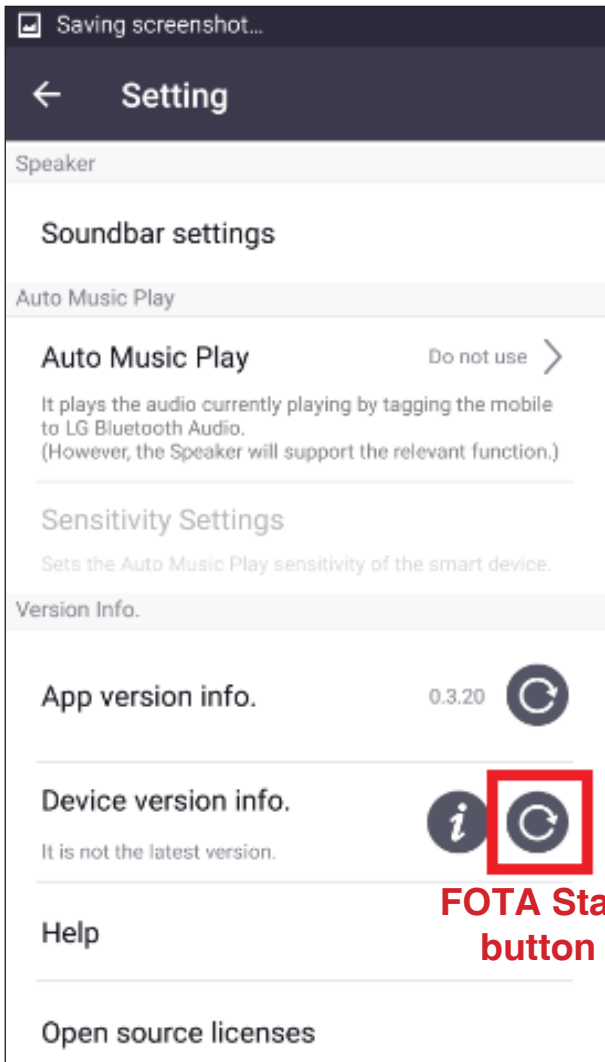 Saving screenshot...
Setting
Speaker
Soundbar settings
Auto Music Play
Auto Music Play
Do not use
It plays the audio currently playing by tagging the mobile
to LG Bluetooth Audio.
(However, the Speaker will support the relevant function.)
Sensitivity Settings
Sets the Auto Music Play sensitivity of the smart device.
Version Info.
App version info.
0.3.20
Device version info.
i
It is not the latest version.
FOTA Sta
button
Help
Open source licenses